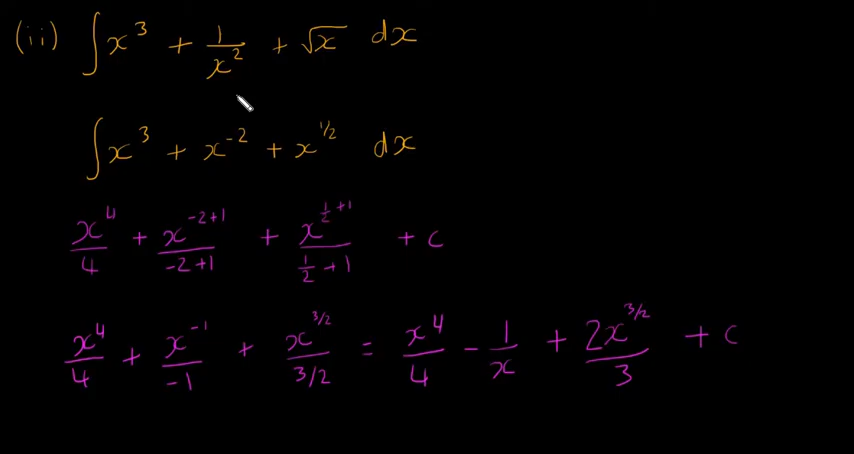 (ii) ∫ x³ + 1/x² + √x dx
∫ x³ + x⁻² + x^(1/2) dx
x⁴/4 + x^(-2+1)/(-2+1) + x^(1/2+1)/(1/2+1) + c
x⁴/4 + x⁻¹/-1 + x^(3/2)/(3/2) = x⁴/4 - 1/x + 2x^(3/2)/3 + c